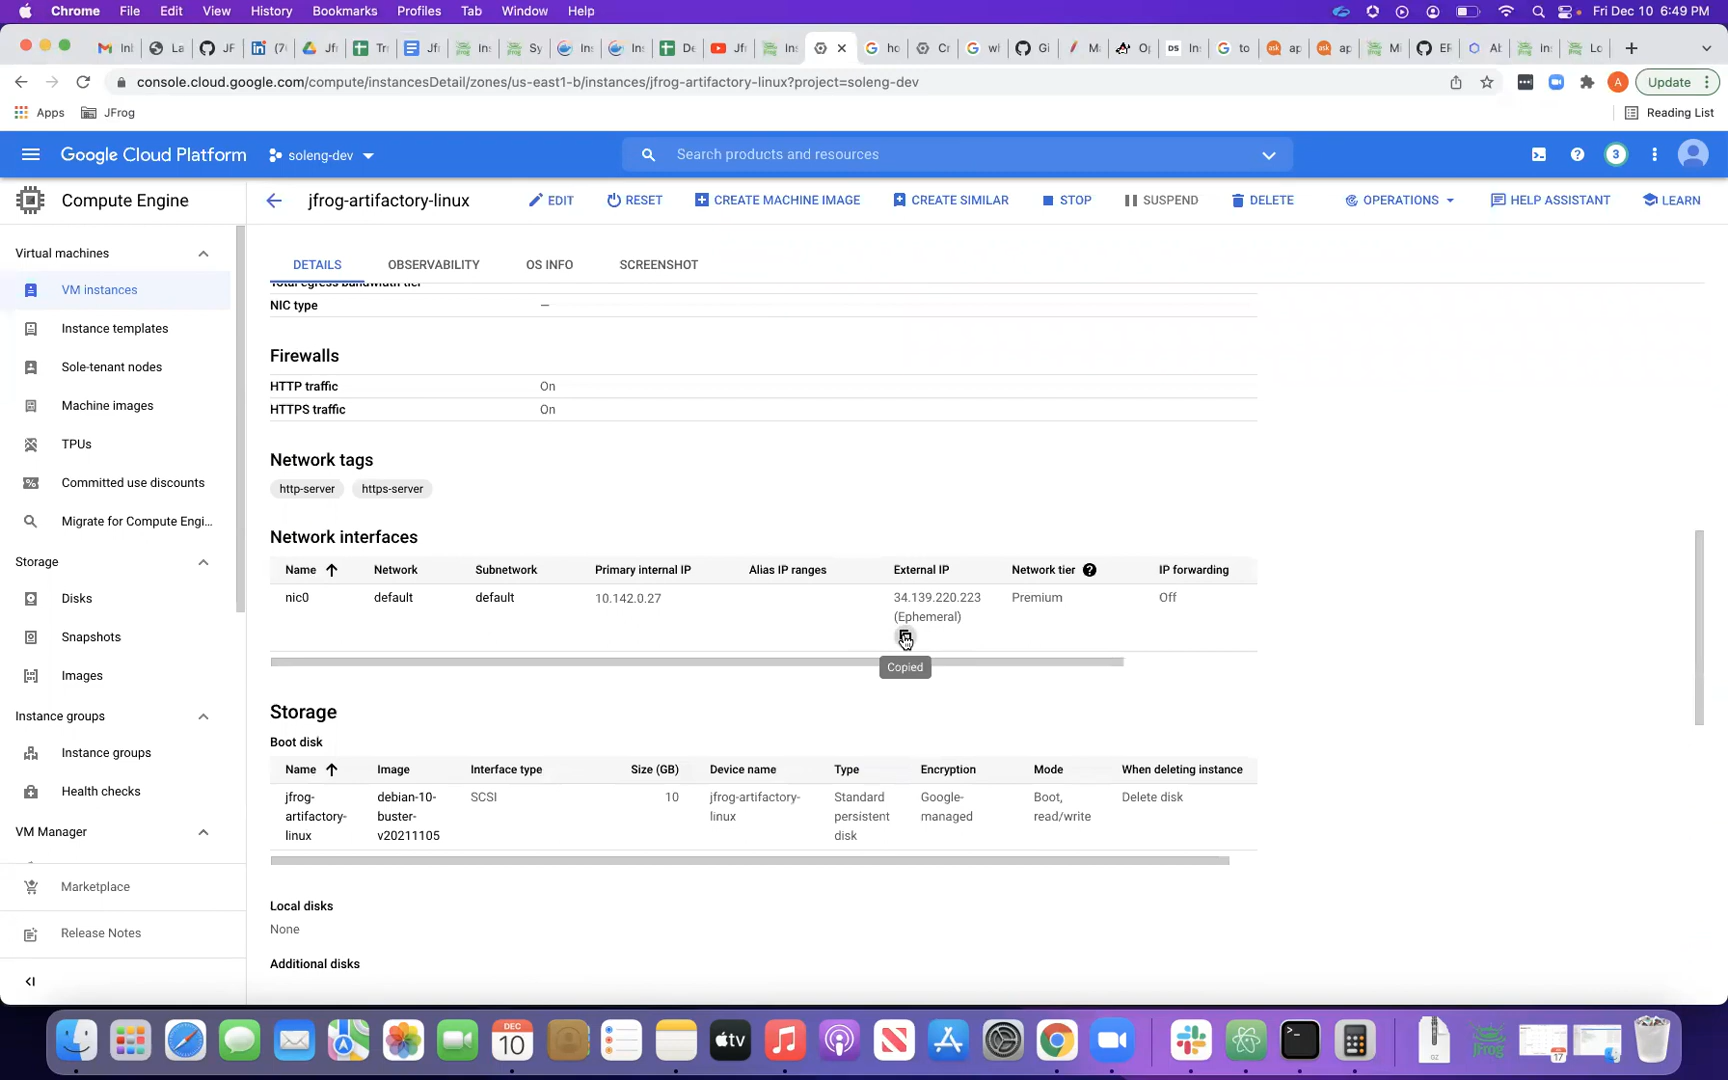 Chrome File Edit View History Bookmarks Profiles Tab Window Help Fri Dec 10 6:49 PM
console.cloud.google.com/compute/instancesDetail/zones/us-east1-b/instances/jfrog-artifactory-linux?project=soleng-dev Update
Apps JFrog Reading List
Google Cloud Platform soleng-dev Search products and resources 3
Compute Engine jfrog-artifactory-linux EDIT RESET CREATE MACHINE IMAGE CREATE SIMILAR STOP SUSPEND DELETE OPERATIONS HELP ASSISTANT LEARN
Virtual machines
VM instances
Instance templates
Sole-tenant nodes
Machine images
TPUs
Committed use discounts
Migrate for Compute Engi...
Storage
Disks
Snapshots
Images
Instance groups
Instance groups
Health checks
VM Manager
Marketplace
Release Notes
DETAILS OBSERVABILITY OS INFO SCREENSHOT
Total egress bandwidth tier
NIC type —
Firewalls
HTTP traffic On
HTTPS traffic On
Network tags
http-server https-server
Network interfaces
Name Network Subnetwork Primary internal IP Alias IP ranges External IP Network tier IP forwarding
nic0 default default 10.142.0.27 34.139.220.223 Premium Off
(Ephemeral)
Copied
Storage
Boot disk
Name Image Interface type Size (GB) Device name Type Encryption Mode When deleting instance
jfrog- debian-10- SCSI 10 jfrog-artifactory- Standard Google- Boot, Delete disk
artifactory- buster- linux persistent managed read/write
linux v20211105 disk
Local disks
None
Additional disks
DEC
10
tv
17